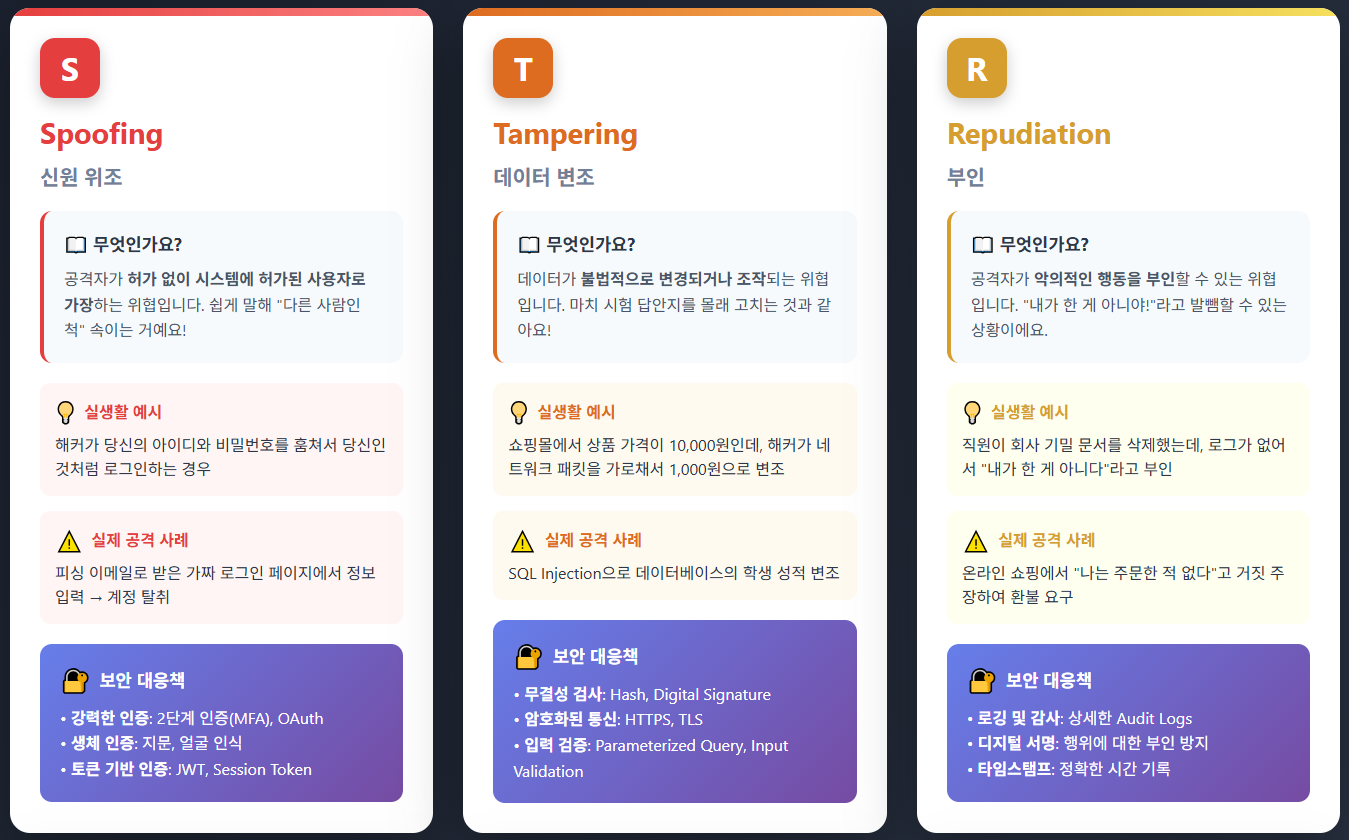 S
Spoofing
신원 위조
무엇인가요?
공격자가 허가 없이 시스템에 허가된 사용자로
가장하는 위협입니다. 쉽게 말해 "다른 사람인
척" 속이는 거예요!
실생활 예시
해커가 당신의 아이디와 비밀번호를 훔쳐서 당신인
것처럼 로그인하는 경우
실제 공격 사례
피싱 이메일로 받은 가짜 로그인 페이지에서 정보
입력 → 계정 탈취
보안 대응책
• 강력한 인증: 2단계 인증(MFA), OAuth
• 생체 인증: 지문, 얼굴 인식
• 토큰 기반 인증: JWT, Session Token
T
Tampering
데이터 변조
무엇인가요?
데이터가 불법적으로 변경되거나 조작되는 위협
입니다. 마치 시험 답안지를 몰래 고치는 것과 같
아요!
실생활 예시
쇼핑몰에서 상품 가격이 10,000원인데, 해커가 네
트워크 패킷을 가로채서 1,000원으로 변조
실제 공격 사례
SQL Injection으로 데이터베이스의 학생 성적 변조
보안 대응책
• 무결성 검사: Hash, Digital Signature
• 암호화된 통신: HTTPS, TLS
• 입력 검증: Parameterized Query, Input
Validation
R
Repudiation
부인
무엇인가요?
공격자가 악의적인 행동을 부인할 수 있는 위협
입니다. "내가 한 게 아니야!"라고 발뺌할 수 있는
상황이에요.
실생활 예시
직원이 회사 기밀 문서를 삭제했는데, 로그가 없어
서 "내가 한 게 아니다"라고 부인
실제 공격 사례
온라인 쇼핑에서 "나는 주문한 적 없다"고 거짓 주
장하여 환불 요구
보안 대응책
• 로깅 및 감사: 상세한 Audit Logs
• 디지털 서명: 행위에 대한 부인 방지
• 타임스탬프: 정확한 시간 기록